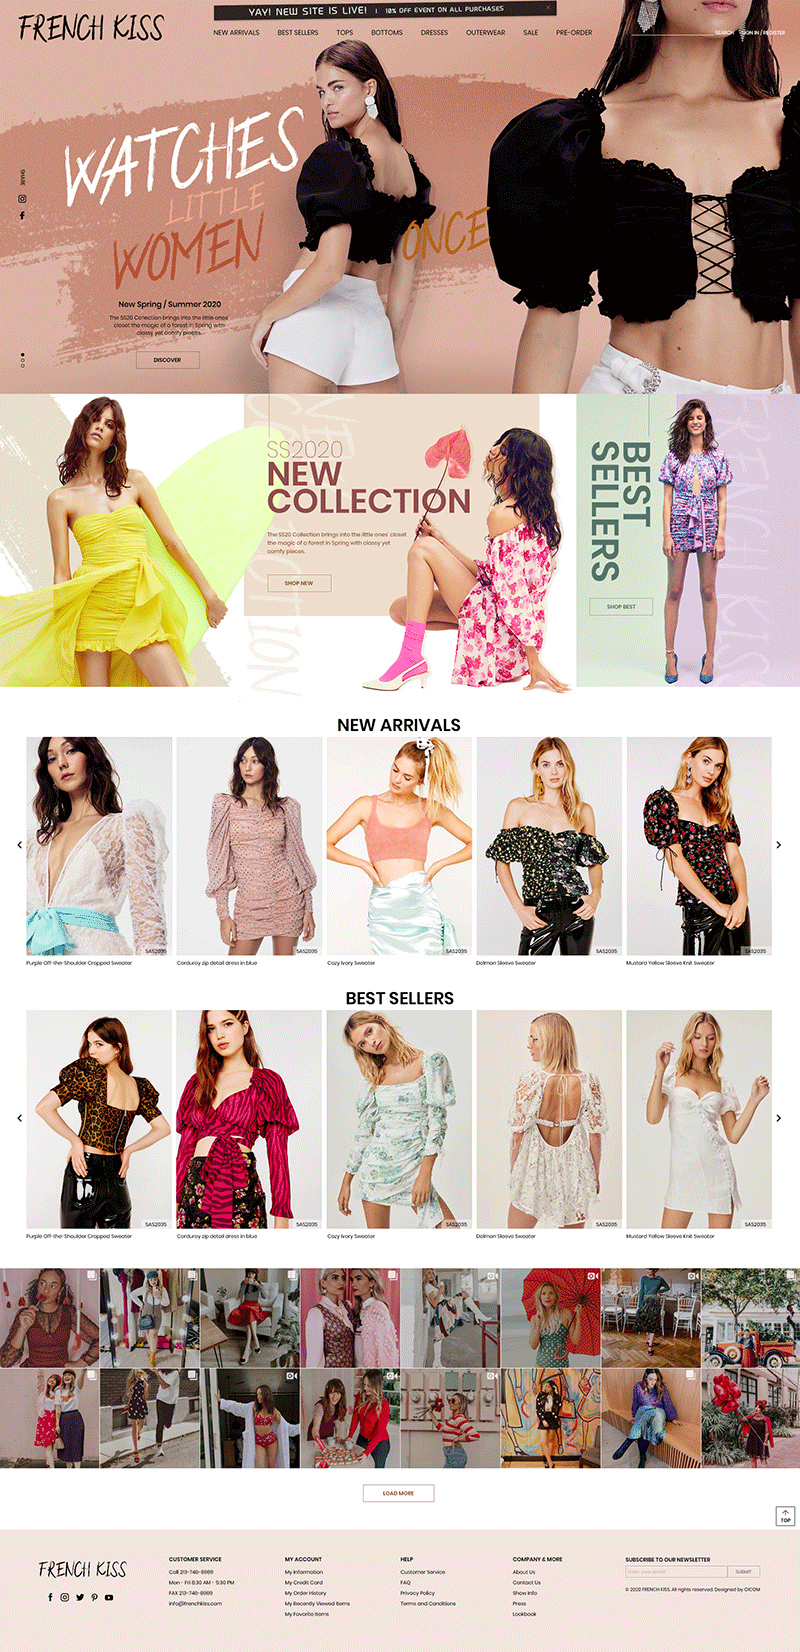 YAY! NEW SITE IS LIVE! | 10% OFF EVENT ON ALL PURCHASES ×
FRENCH KISS
NEW ARRIVALS BEST SELLERS TOPS BOTTOMS DRESSES OUTERWEAR SALE PRE-ORDER
SEARCH SIGN IN / REGISTER
SHARE
WATCHES
LITTLE
WOMEN
ONCE
New Spring / Summer 2020
The SS20 Collection brings into the little ones'
closet the magic of a forest in Spring with
classy yet comfy pieces.
DISCOVER
SS2020
NEW
COLLECTION
The SS20 Collection brings into the little ones' closet
the magic of a forest in Spring with classy yet
comfy pieces.
SHOP NEW
BEST
SELLERS
SHOP BEST
FRENCH KISS
NEW ARRIVALS
SAS2035 SAS2035 SAS2035 SAS2035 SAS2035
Purple Off-the-Shoulder Cropped Sweater Corduroy zip detail dress in blue Cozy Ivory Sweater Dolman Sleeve Sweater Mustard Yellow Sleeve Knit Sweater
BEST SELLERS
SAS2035 SAS2035 SAS2035 SAS2035 SAS2035
Purple Off-the-Shoulder Cropped Sweater Corduroy zip detail dress in blue Cozy Ivory Sweater Dolman Sleeve Sweater Mustard Yellow Sleeve Knit Sweater
LOAD MORE
TOP
FRENCH KISS
CUSTOMER SERVICE
Call 213-746-8989
Mon - Fri 8:30 AM - 5:30 PM
FAX 213-746-8989
info@frenchkiss.com
MY ACCOUNT
My Information
My Credit Card
My Order History
My Recently Viewed Items
My Favorite Items
HELP
Customer Service
FAQ
Privacy Policy
Terms and Conditions
COMPANY & MORE
About Us
Contact Us
Show Info
Press
Lookbook
SUBSCRIBE TO OUR NEWSLETTER
Enter your email SUBMIT
© 2020 FRENCH KISS. All rights reserved. Designed by OICOM